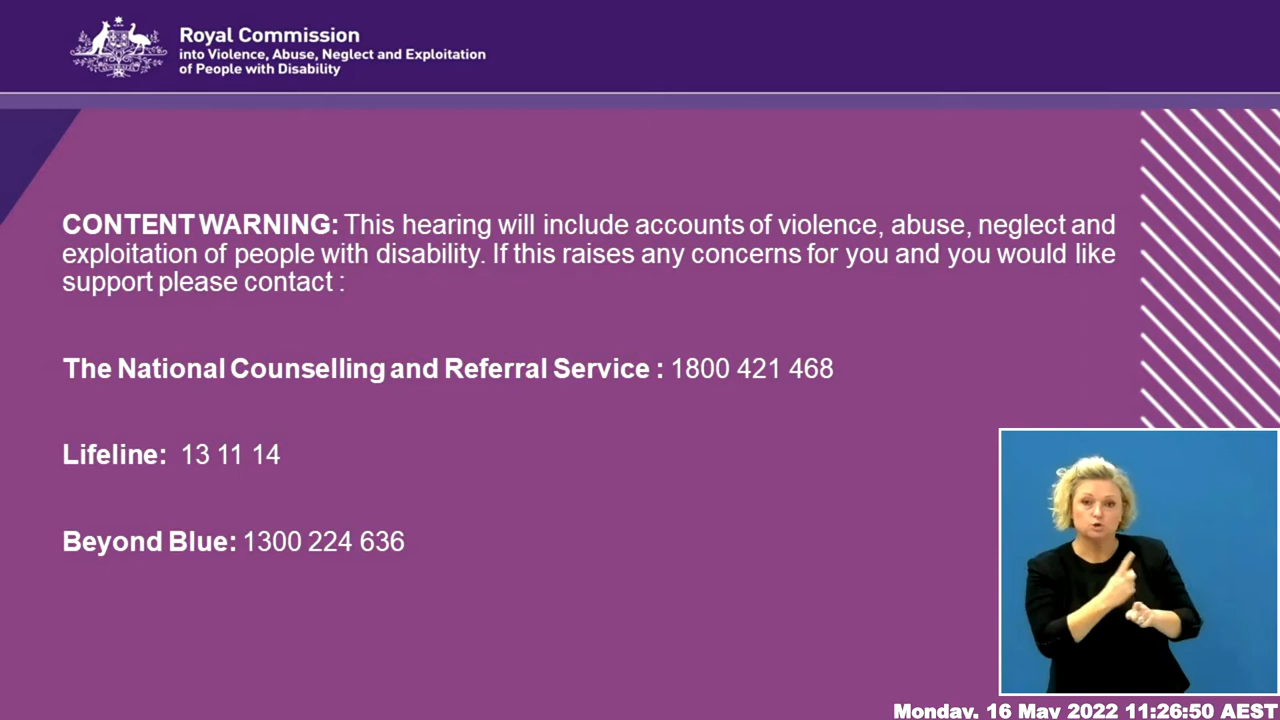 Royal Commission
into Violence, Abuse, Neglect and Exploitation
of People with Disability
CONTENT WARNING: This hearing will include accounts of violence, abuse, neglect and
exploitation of people with disability. If this raises any concerns for you and you would like
support please contact :
The National Counselling and Referral Service : 1800 421 468
Lifeline: 13 11 14
Beyond Blue: 1300 224 636
Monday, 16 May 2022 11:26:50 AEST